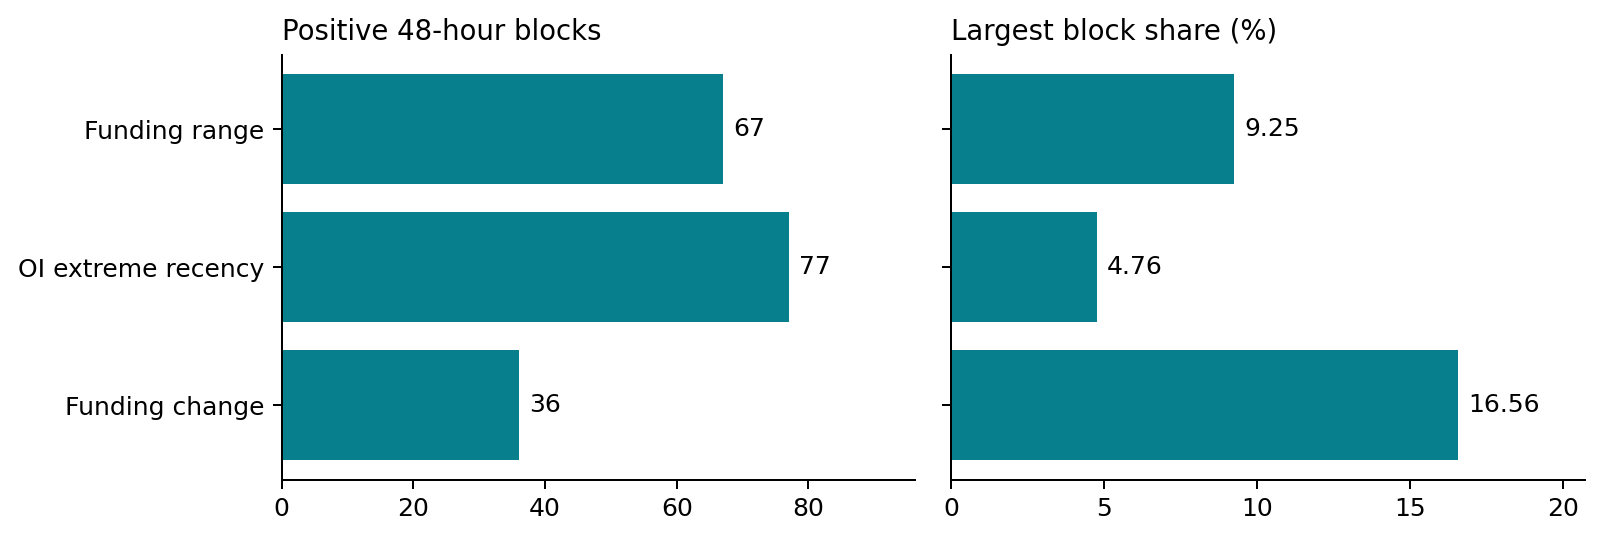 Positive 48-hour blocks
Funding range
67
OI extreme recency
77
Funding change
36
0 20 40 60 80
Largest block share (%)
9.25
4.76
16.56
0 5 10 15 20